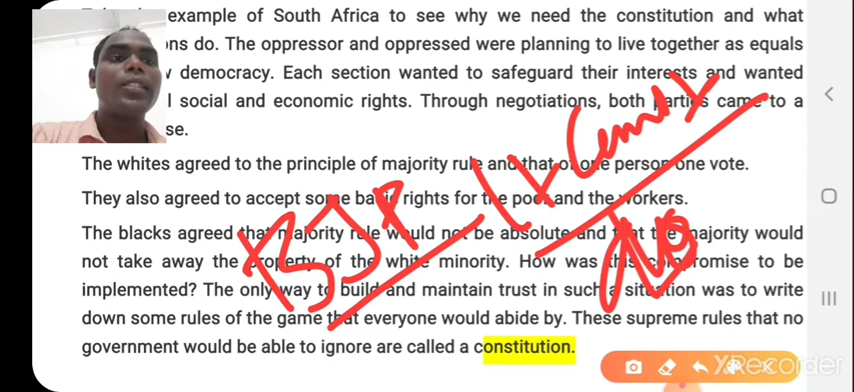 example of South Africa to see why we need the constitution and what
ons do. The oppressor and oppressed were planning to live together as equals
democracy. Each section wanted to safeguard their interests and wanted
social and economic rights. Through negotiations, both parties came to a
se.
The whites agreed to the principle of majority rule and that of one person one vote.
They also agreed to accept some basic rights for the poor and the workers.
The blacks agreed that majority rule would not be absolute and that the majority would
not take away the property of the white minority. How was this compromise to be
implemented? The only way to build and maintain trust in such a situation was to write
down some rules of the game that everyone would abide by. These supreme rules that no
government would be able to ignore are called a constitution.
BJP
XRecorder